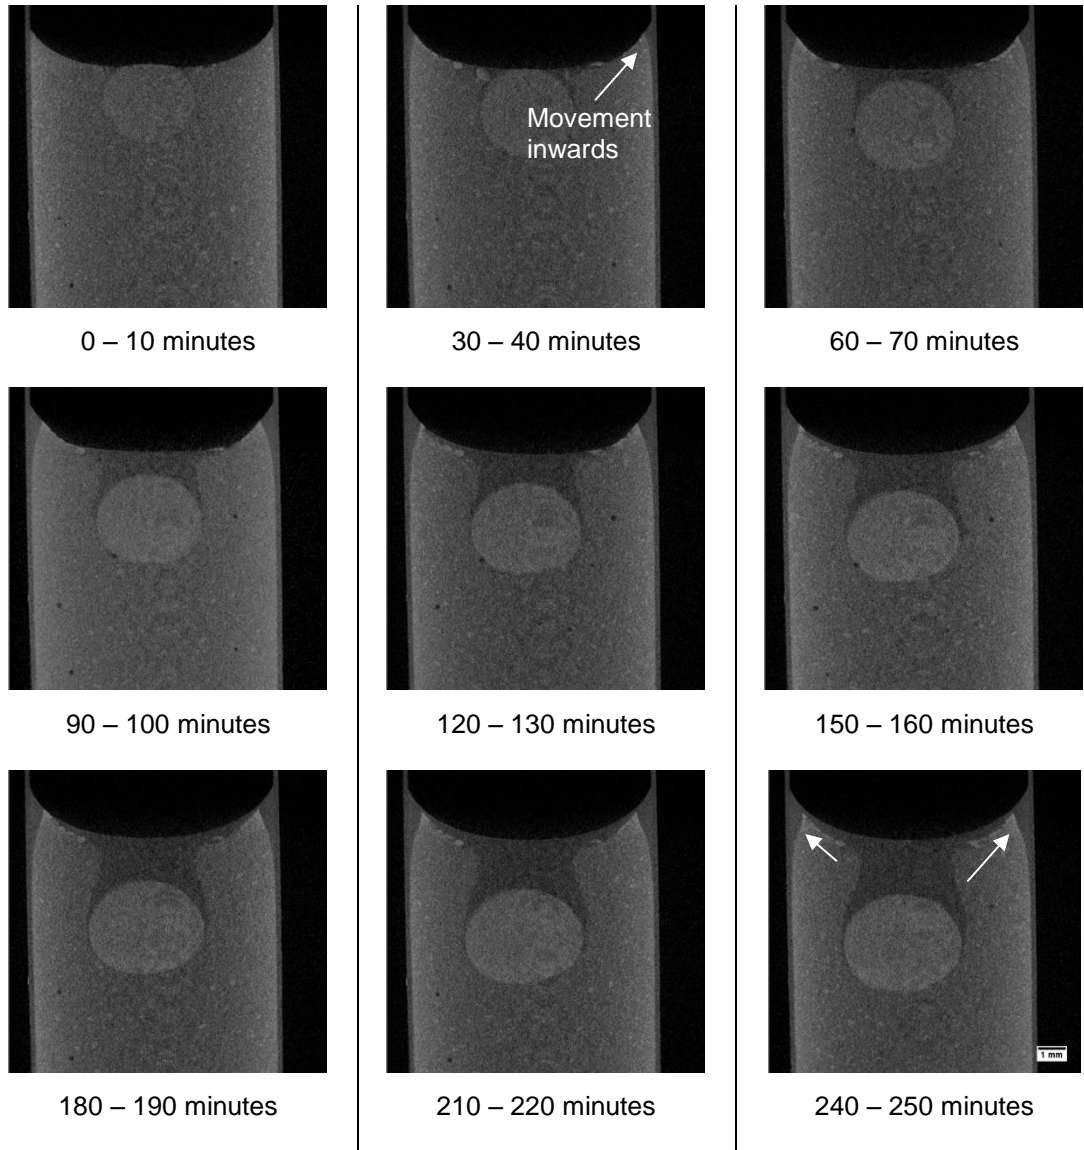 Movement
inwards
0 – 10 minutes
30 – 40 minutes
60 – 70 minutes
90 – 100 minutes
120 – 130 minutes
150 – 160 minutes
1 mm
180 – 190 minutes
210 – 220 minutes
240 – 250 minutes